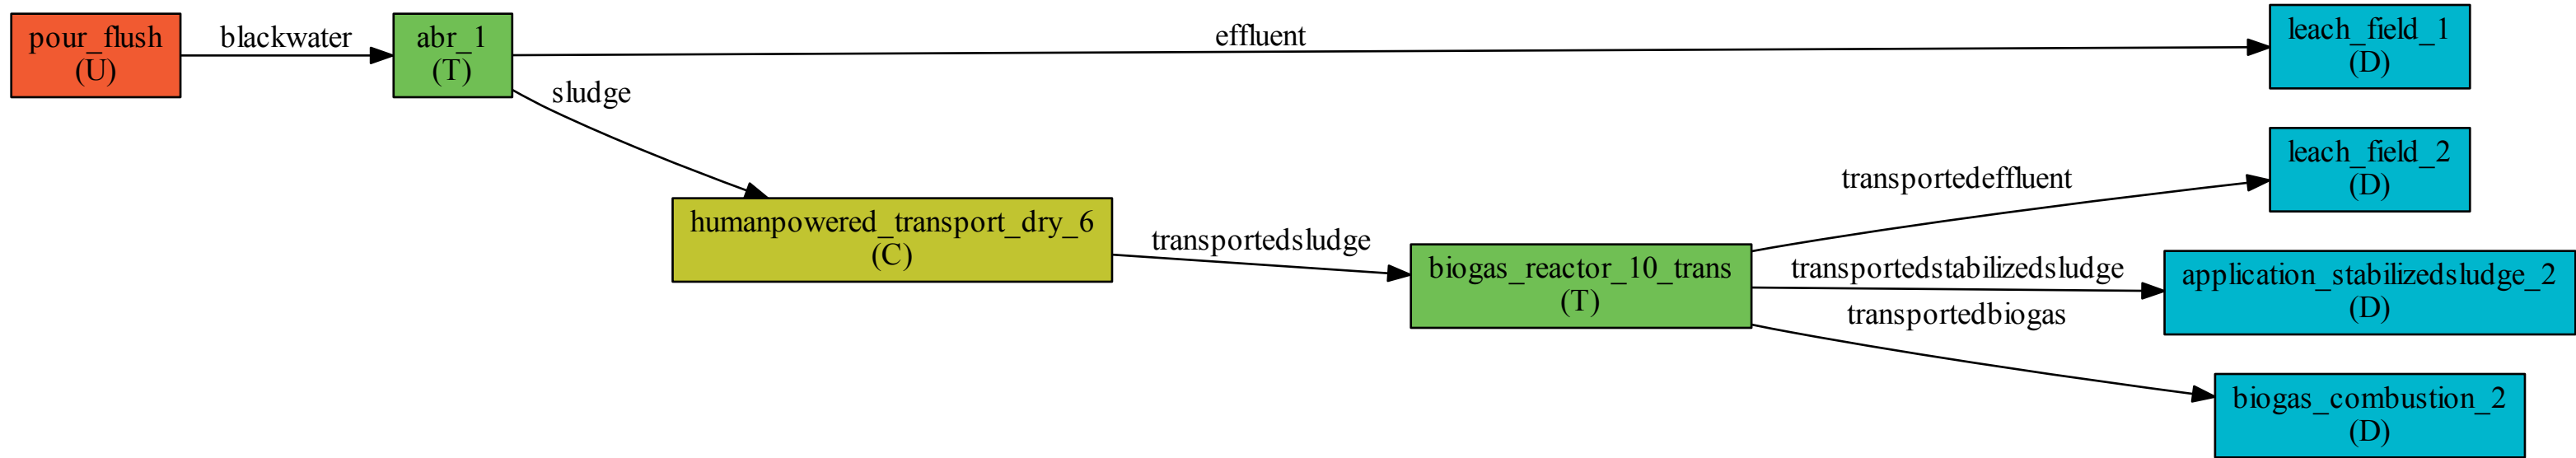 pour_flush
(U)
blackwater
abr_1
(T)
effluent
leach_field_1
(D)
sludge
humanpowered_transport_dry_6
(C)
transportedsludge
biogas_reactor_10_trans
(T)
transportedeffluent
leach_field_2
(D)
transportedstabilizedsludge
application_stabilizedsludge_2
(D)
transportedbiogas
biogas_combustion_2
(D)